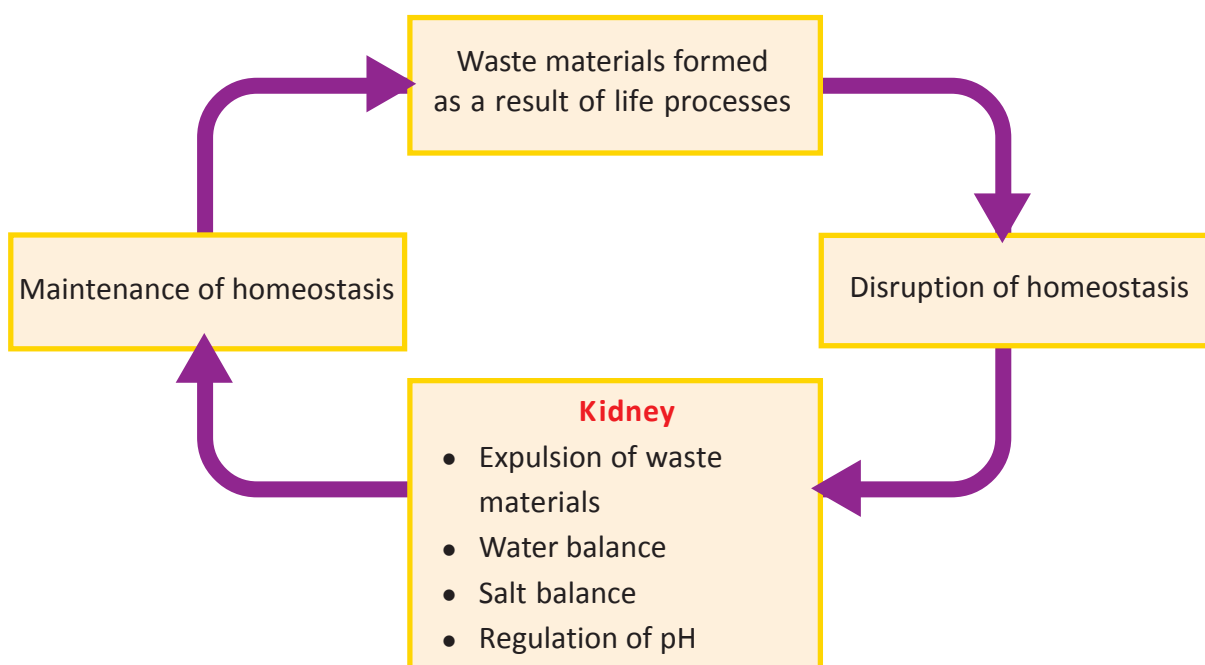 Waste materials formed
as a result of life processes
Maintenance of homeostasis
Disruption of homeostasis
Kidney
• Expulsion of waste
materials
• Water balance
• Salt balance
• Regulation of pH